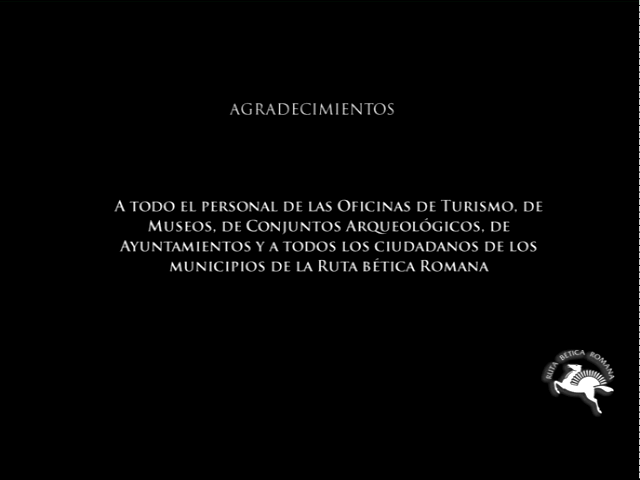 AGRADECIMIENTOS
A TODO EL PERSONAL DE LAS OFICINAS DE TURISMO, DE
MUSEOS, DE CONJUNTOS ARQUEOLÓGICOS, DE
AYUNTAMIENTOS Y A TODOS LOS CIUDADANOS DE LOS
MUNICIPIOS DE LA RUTA BÉTICA ROMANA
RUTA BÉTICA ROMANA